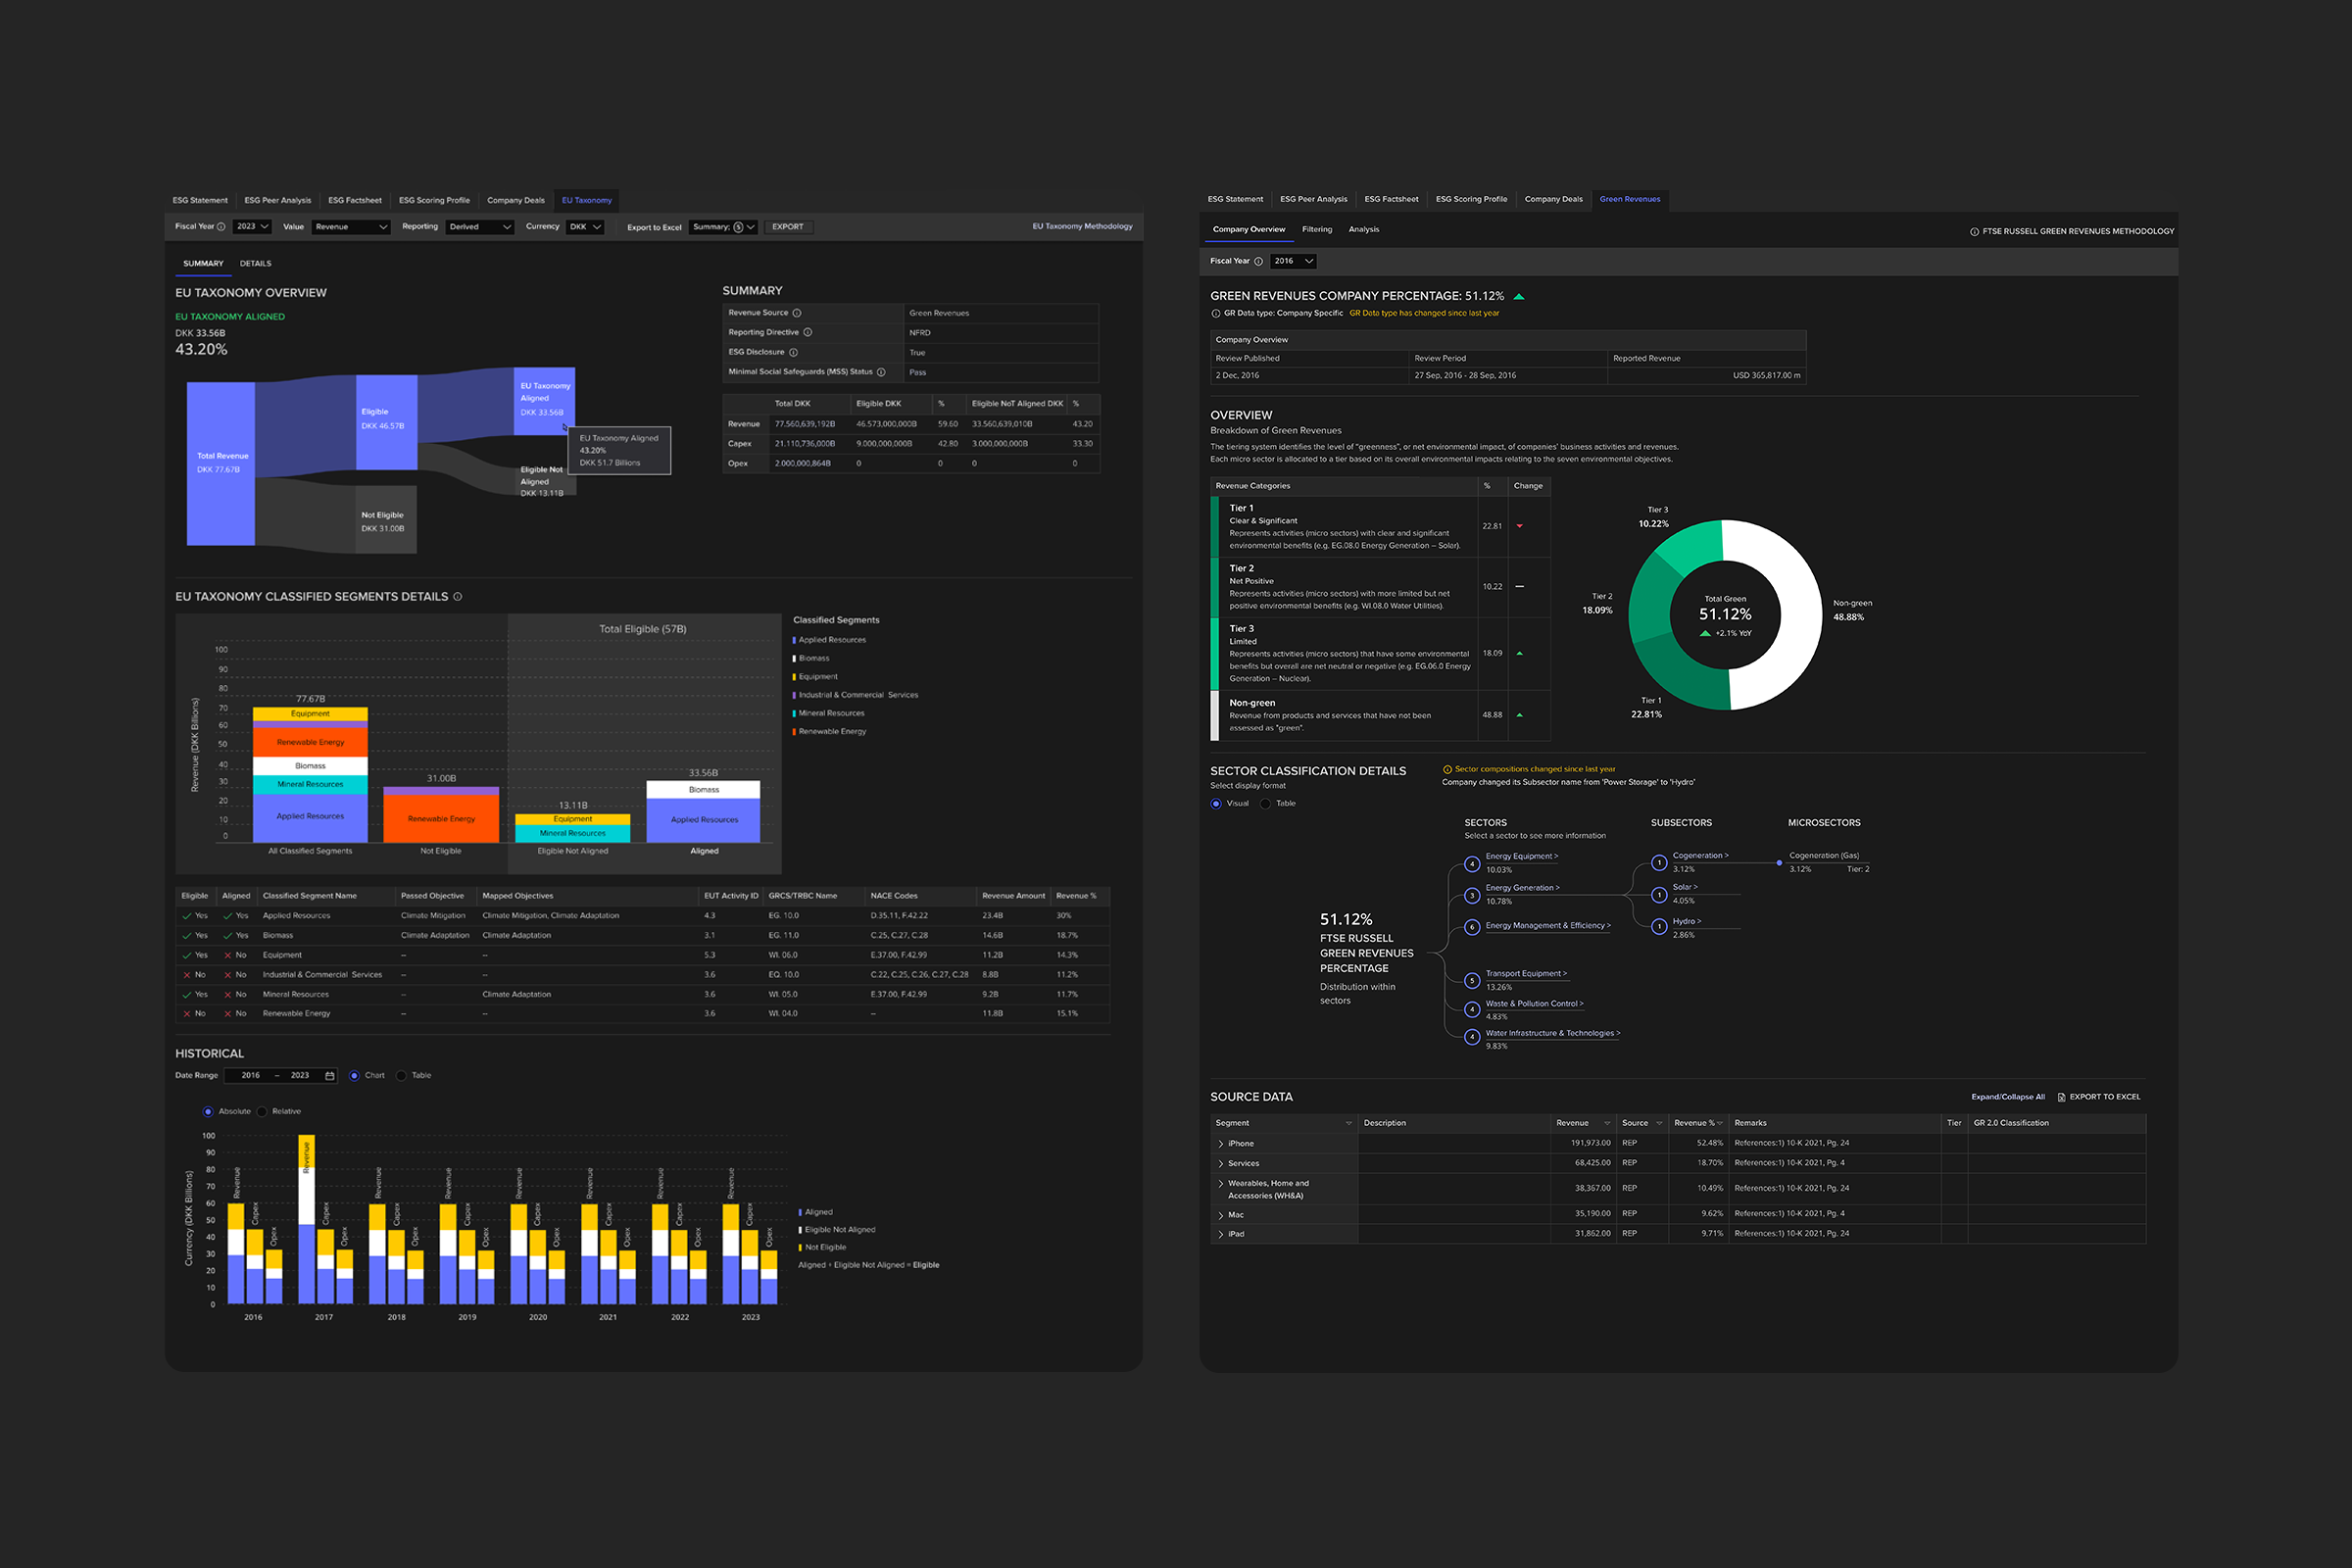 ESG Statement ESG Peer Analysis ESG Factsheet ESG Scoring Profile Company Deals EU Taxonomy
Fiscal Year 2023 Value Revenue Reporting Derived Currency DKK Export to Excel Summary; 5 EXPORT EU Taxonomy Methodology
SUMMARY DETAILS
EU TAXONOMY OVERVIEW
EU TAXONOMY ALIGNED
DKK 33.56B
43.20%
Total Revenue
DKK 77.67B
Eligible
DKK 46.57B
Not Eligible
DKK 31.00B
EU Taxonomy
Aligned
DKK 33.56B
Eligible Not
Aligned
DKK 13.11B
EU Taxonomy Aligned
43.20%
DKK 51.7 Billions
SUMMARY
Revenue Source Green Revenues
Reporting Directive NFRD
ESG Disclosure True
Minimal Social Safeguards (MSS) Status Pass
Total DKK Eligible DKK % Eligible NoT Aligned DKK %
Revenue 77,560,639,192B 46,573,000,000B 59.60 33,560,639,010B 43.20
Capex 21,110,736,000B 9,000,000,000B 42.80 3,000,000,000B 33.30
Opex 2,000,000,864B 0 0 0 0
EU TAXONOMY CLASSIFIED SEGMENTS DETAILS
Total Eligible (57B)
Revenue (DKK Billions)
100
90
80
70
60
50
40
30
20
10
0
77.67B
Equipment
Renewable Energy
Biomass
Mineral Resources
Applied Resources
31.00B
Renewable Energy
13.11B
Equipment
Mineral Resources
33.56B
Biomass
Applied Resources
All Classified Segments Not Eligible Eligible Not Aligned Aligned
Classified Segments
Applied Resources
Biomass
Equipment
Industrial & Commercial Services
Mineral Resources
Renewable Energy
Eligible Aligned Classified Segment Name Passed Objective Mapped Objectives EUT Activity ID GRCS/TRBC Name NACE Codes Revenue Amount Revenue %
Yes Yes Applied Resources Climate Mitigation Climate Mitigation, Climate Adaptation 4.3 EG. 10.0 D.35.11, F.42.22 23.4B 30%
Yes Yes Biomass Climate Adaptation Climate Adaptation 3.1 EG. 11.0 C.25, C.27, C.28 14.6B 18.7%
Yes No Equipment -- -- 5.3 WI. 06.0 E.37.00, F.42.99 11.2B 14.3%
No No Industrial & Commercial Services -- -- 3.6 EQ. 10.0 C.22, C.25, C.26, C.27, C.28 8.8B 11.2%
Yes No Mineral Resources -- Climate Adaptation 3.6 WI. 05.0 E.37.00, F.42.99 9.2B 11.7%
No No Renewable Energy -- -- 3.6 WI. 04.0 -- 11.8B 15.1%
HISTORICAL
Date Range 2016 – 2023 Chart Table
Absolute Relative
Currency (DKK Billions)
100
90
80
70
60
50
40
30
20
10
0
Revenue Capex Opex
Revenue Capex Opex
Revenue Capex Opex
Revenue Capex Opex
Revenue Capex Opex
Revenue Capex Opex
Revenue Capex Opex
Revenue Capex Opex
2016 2017 2018 2019 2020 2021 2022 2023
Aligned
Eligible Not Aligned
Not Eligible
Aligned + Eligible Not Aligned = Eligible
ESG Statement ESG Peer Analysis ESG Factsheet ESG Scoring Profile Company Deals Green Revenues
Company Overview Filtering Analysis FTSE RUSSELL GREEN REVENUES METHODOLOGY
Fiscal Year 2016
GREEN REVENUES COMPANY PERCENTAGE: 51.12%
GR Data type: Company Specific GR Data type has changed since last year
Company Overview
Review Published Review Period Reported Revenue
2 Dec, 2016 27 Sep, 2016 - 28 Sep, 2016 USD 365,817.00 m
OVERVIEW
Breakdown of Green Revenues
The tiering system identifies the level of "greenness", or net environmental impact, of companies' business activities and revenues.
Each micro sector is allocated to a tier based on its overall environmental impacts relating to the seven environmental objectives.
Revenue Categories % Change
Tier 1
Clear & Significant
Represents activities (micro sectors) with clear and significant
environmental benefits (e.g. EG.08.0 Energy Generation – Solar).
22.81
Tier 2
Net Positive
Represents activities (micro sectors) with more limited but net
positive environmental benefits (e.g. WI.08.0 Water Utilities).
10.22
Tier 3
Limited
Represents activities (micro sectors) that have some environmental
benefits but overall are net neutral or negative (e.g. EG.06.0 Energy
Generation – Nuclear).
18.09
Non-green
Revenue from products and services that have not been
assessed as "green".
48.88
Tier 3
10.22%
Tier 2
18.09%
Tier 1
22.81%
Total Green
51.12%
+2.1% YoY
Non-green
48.88%
SECTOR CLASSIFICATION DETAILS
Select display format
Visual Table
Sector compositions changed since last year
Company changed its Subsector name from 'Power Storage' to 'Hydro'
SECTORS SUBSECTORS MICROSECTORS
Select a sector to see more information
51.12%
FTSE RUSSELL
GREEN REVENUES
PERCENTAGE
Distribution within
sectors
4 Energy Equipment >
10.03%
3 Energy Generation >
10.78%
6 Energy Management & Efficiency >
5 Transport Equipment >
13.26%
4 Waste & Pollution Control >
4.83%
4 Water Infrastructure & Technologies >
9.83%
1 Cogeneration >
3.12%
1 Solar >
4.05%
1 Hydro >
2.86%
Cogeneration (Gas)
3.12% Tier: 2
SOURCE DATA Expand/Collapse All EXPORT TO EXCEL
Segment Description Revenue Source Revenue % Remarks Tier GR 2.0 Classification
iPhone 191,973.00 REP 52.48% References:1) 10-K 2021, Pg. 24
Services 68,425.00 REP 18.70% References:1) 10-K 2021, Pg. 4
Wearables, Home and
Accessories (WH&A) 38,367.00 REP 10.49% References:1) 10-K 2021, Pg. 24
Mac 35,190.00 REP 9.62% References:1) 10-K 2021, Pg. 4
iPad 31,862.00 REP 9.71% References:1) 10-K 2021, Pg. 24